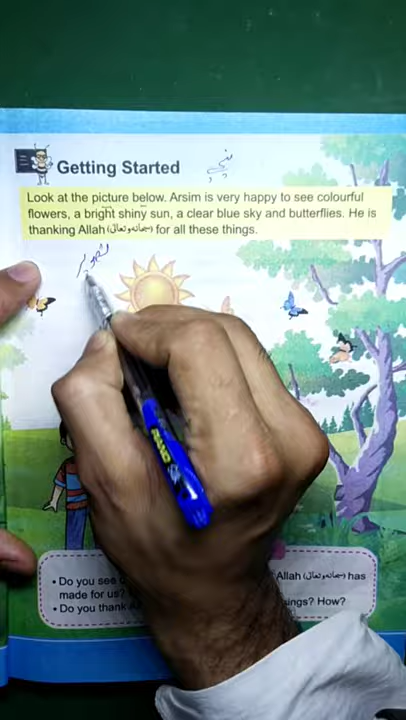 Getting Started نیچے
Look at the picture below. Arsim is very happy to see colourful
flowers, a bright shiny sun, a clear blue sky and butterflies. He is
thanking Allah (سبحانہ وتعالیٰ) for all these things.
تصویر
• Do you see Allah (سبحانہ وتعالیٰ) has
made for us?
• Do you thank ings? How?